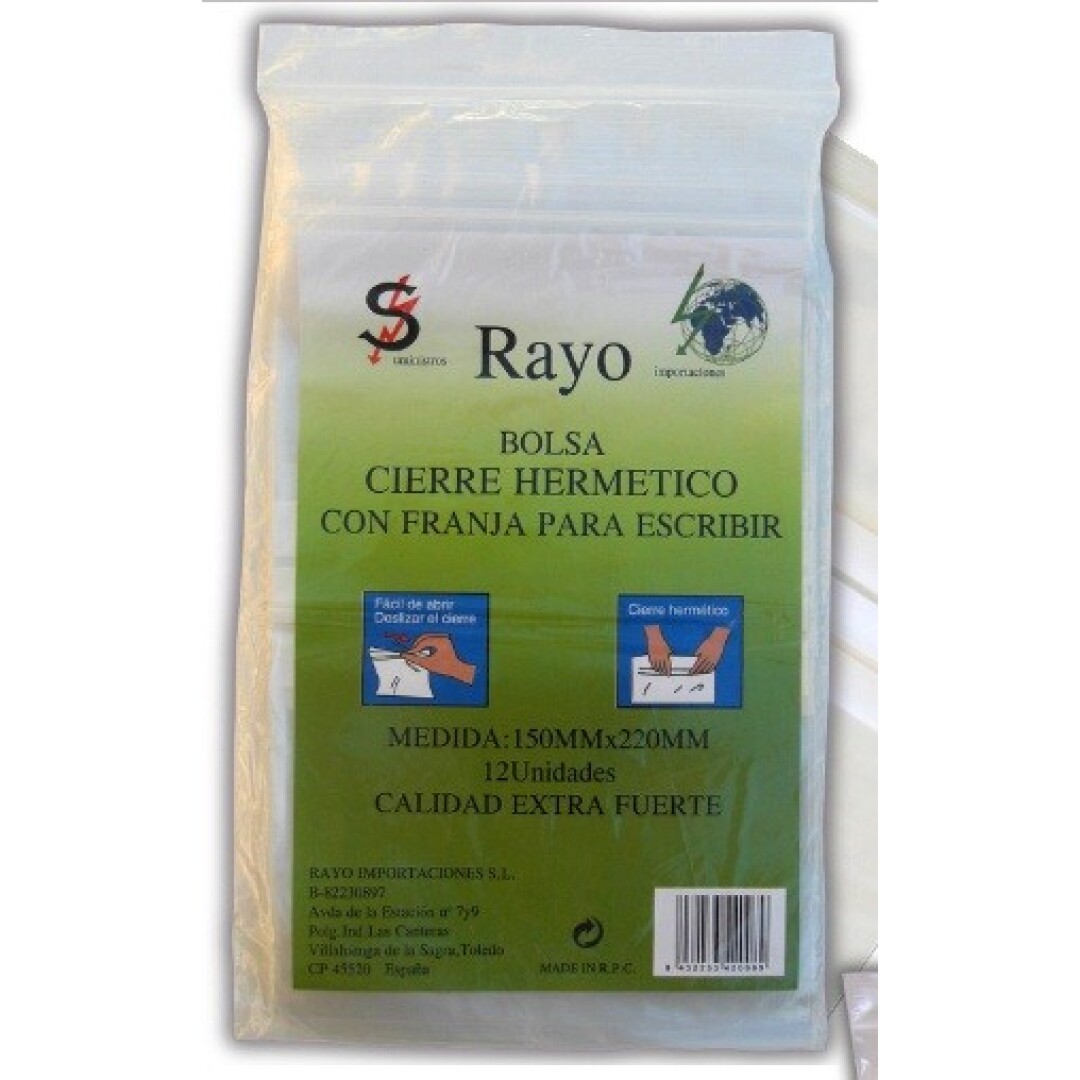 S
uministros
Rayo
importaciones
BOLSA
CIERRE HERMETICO
CON FRANJA PARA ESCRIBIR
Fácil de abrir
Deslizar el cierre
Cierre hermético
MEDIDA:150MMx220MM
12Unidades
CALIDAD EXTRA FUERTE
RAYO IMPORTACIONES S.L.
B-82230897
Avda de la Estación nº 7y9
Polg.Ind Las Canteras
Villaluenga de la Sagra,Toledo
CP 45520 España
MADE IN R.P.C.